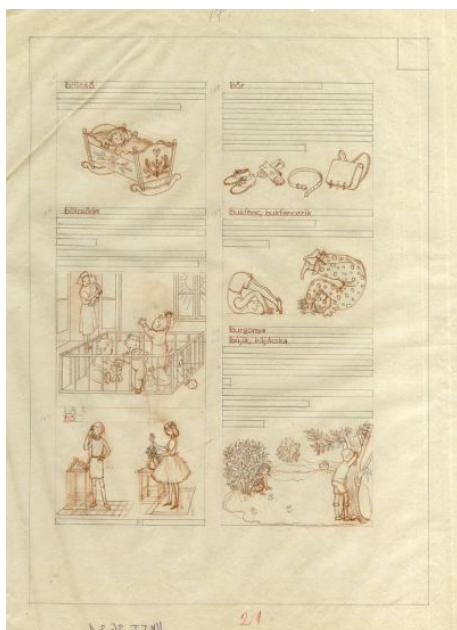 bölcső
bölcsőde
bőr
bukfenc, bukfencezik
burgonya
bújik, bújócska
21